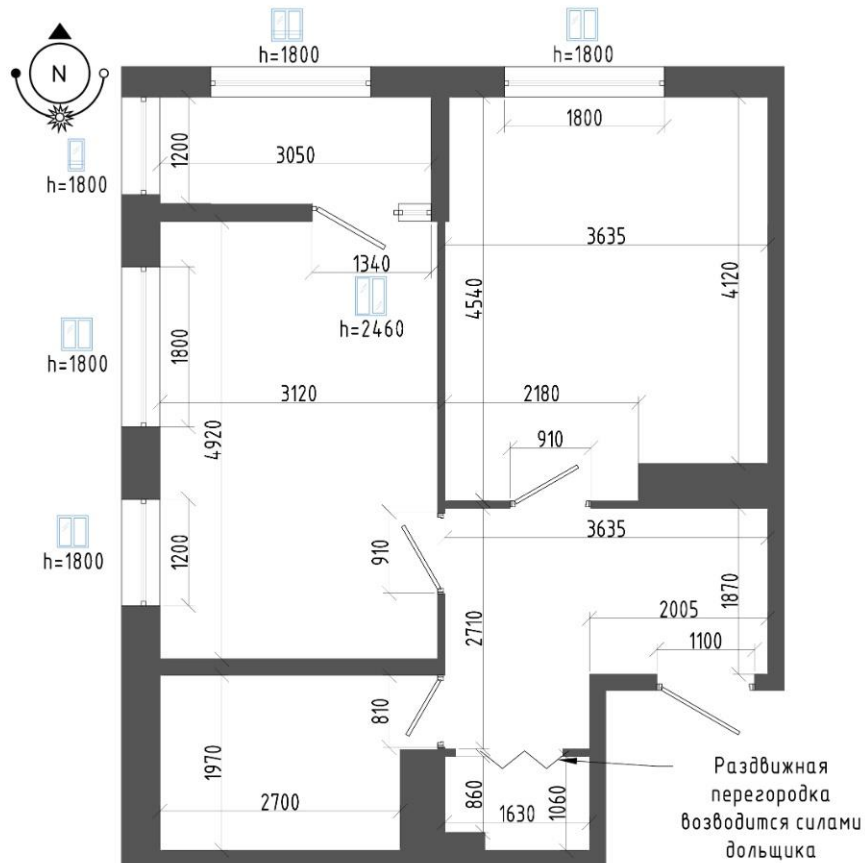 h=1800
h=1800
N
1800
1200
3050
h=1800
3635
1340
4540
4120
h=2460
1800
h=1800
3120
2180
4920
910
h=1800
1200
910
3635
1870
2005
2710
1100
810
1970
2700
860
1630
1060
Раздвижная
перегородка
возводится силами
дольщика